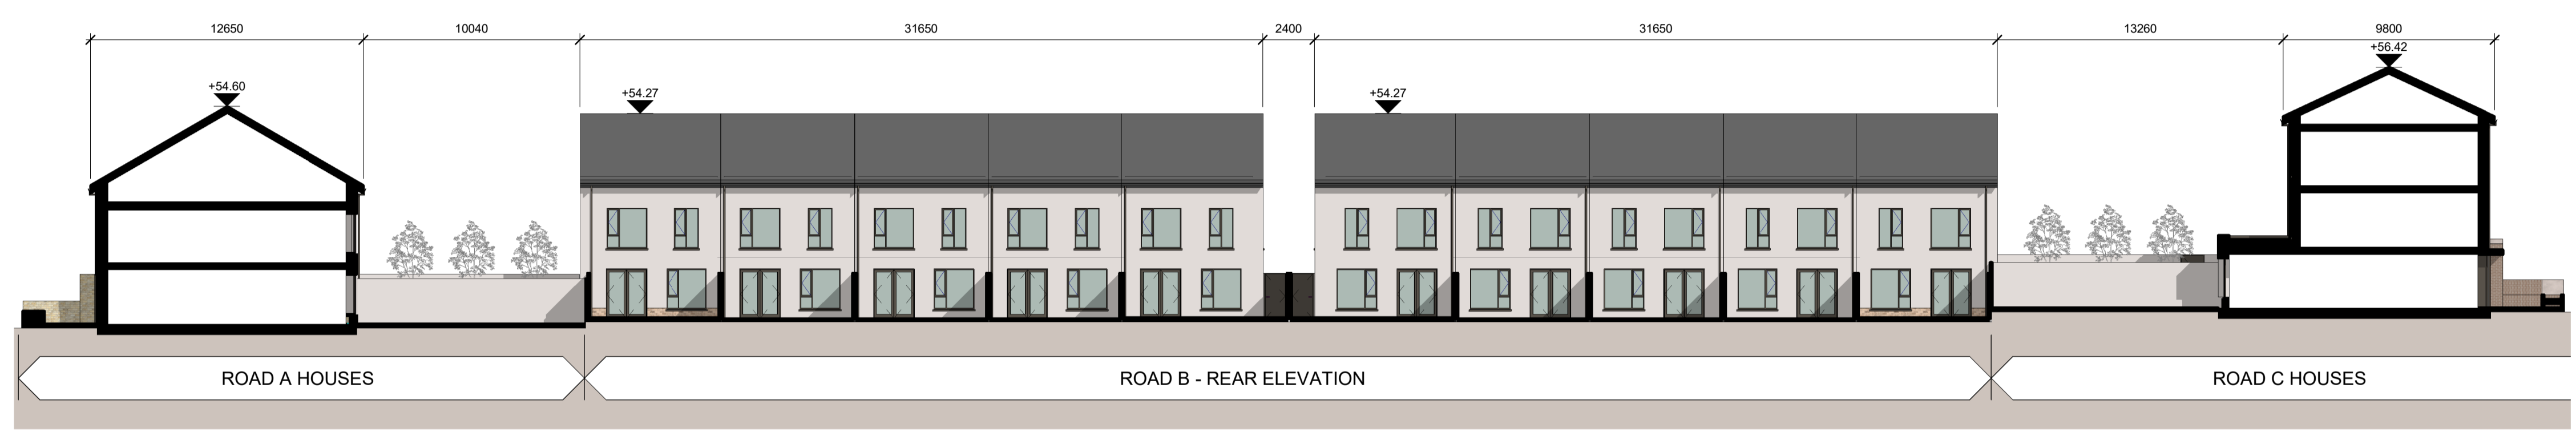 12650 10040 31650 2400 31650 13260 9800
+56.42
+54.60
+54.27 +54.27
ROAD A HOUSES ROAD B - REAR ELEVATION ROAD C HOUSES